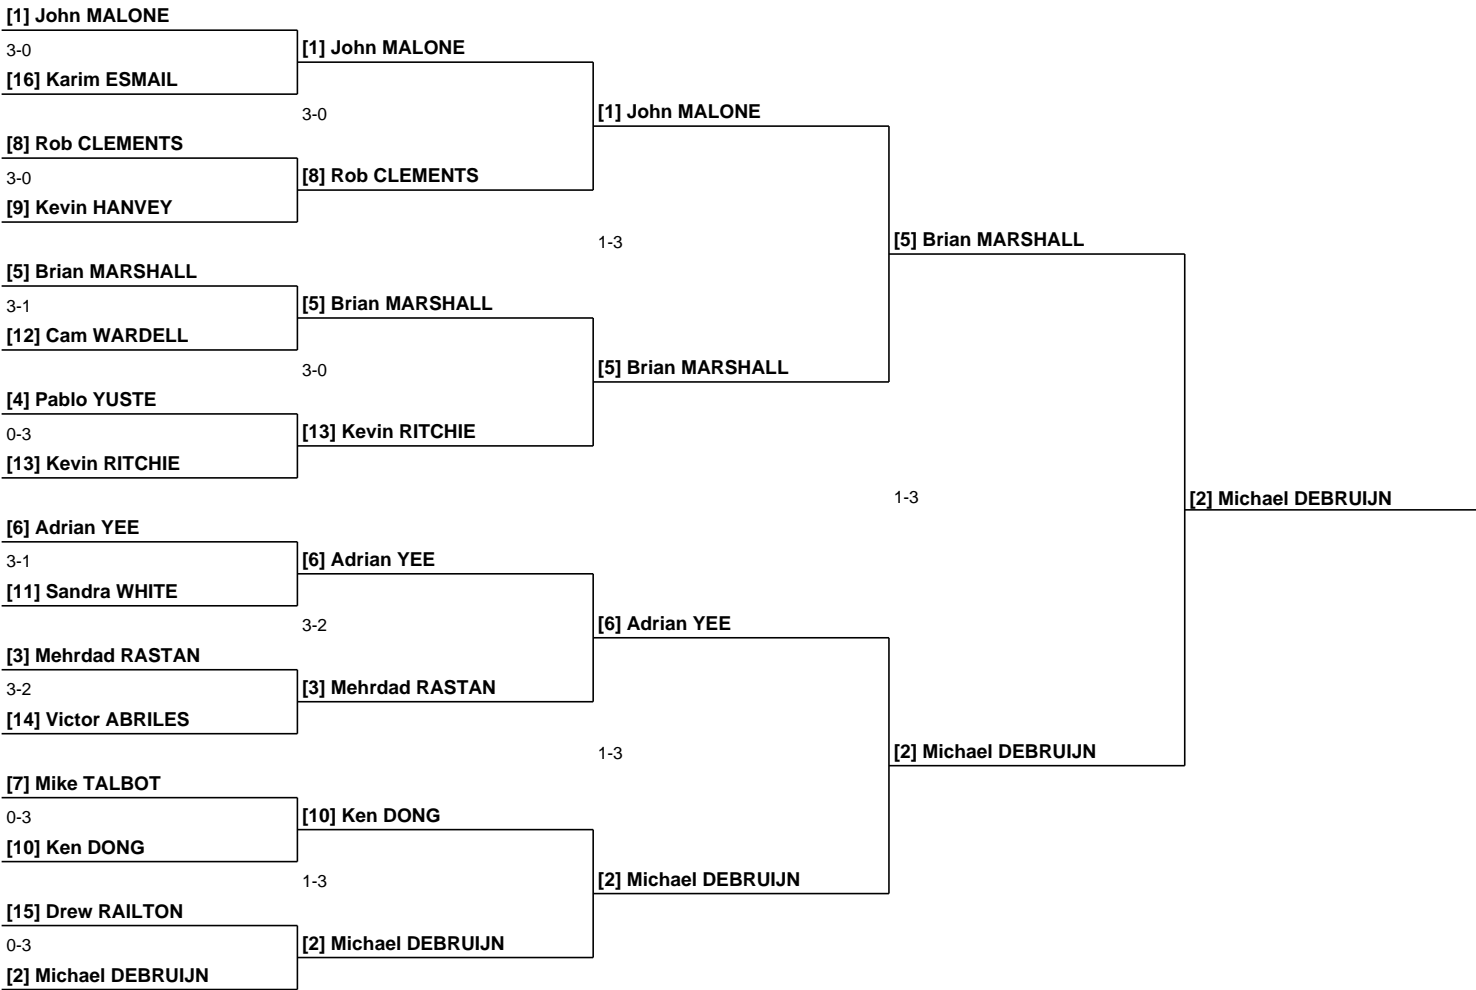 [1] John MALONE
3-0
[16] Karim ESMAIL
[8] Rob CLEMENTS
3-0
[9] Kevin HANVEY
[5] Brian MARSHALL
3-1
[12] Cam WARDELL
[4] Pablo YUSTE
0-3
[13] Kevin RITCHIE
[6] Adrian YEE
3-1
[11] Sandra WHITE
[3] Mehrdad RASTAN
3-2
[14] Victor ABRILES
[7] Mike TALBOT
0-3
[10] Ken DONG
[15] Drew RAILTON
0-3
[2] Michael DEBRUIJN
[1] John MALONE
3-0
[8] Rob CLEMENTS
[5] Brian MARSHALL
3-0
[13] Kevin RITCHIE
[6] Adrian YEE
3-2
[3] Mehrdad RASTAN
[10] Ken DONG
1-3
[2] Michael DEBRUIJN
[1] John MALONE
1-3
[5] Brian MARSHALL
[6] Adrian YEE
1-3
[2] Michael DEBRUIJN
[5] Brian MARSHALL
1-3
[2] Michael DEBRUIJN
[2] Michael DEBRUIJN